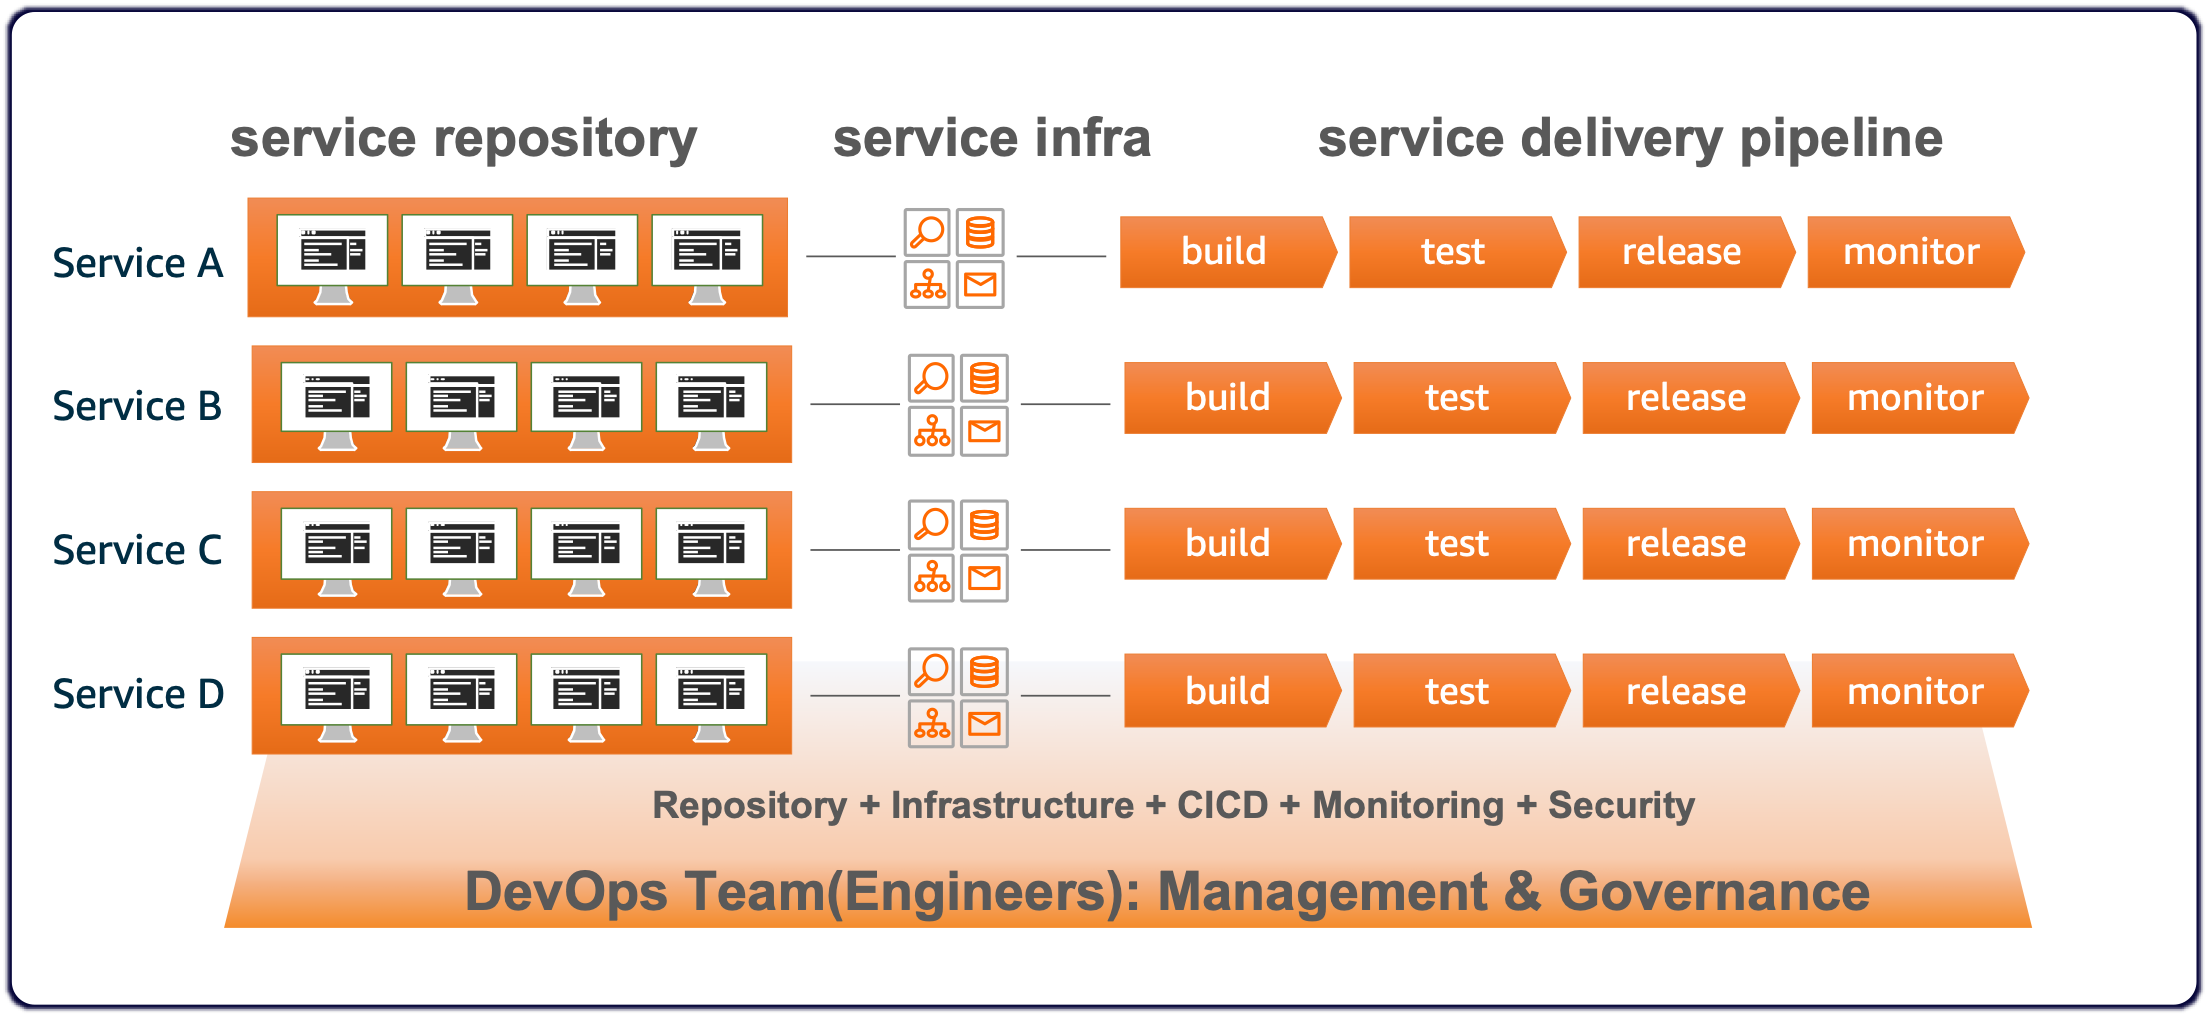 service repository
service infra
service delivery pipeline
Service A
build
test
release
monitor
Service B
build
test
release
monitor
Service C
build
test
release
monitor
Service D
build
test
release
monitor
Repository + Infrastructure + CICD + Monitoring + Security
DevOps Team(Engineers): Management & Governance